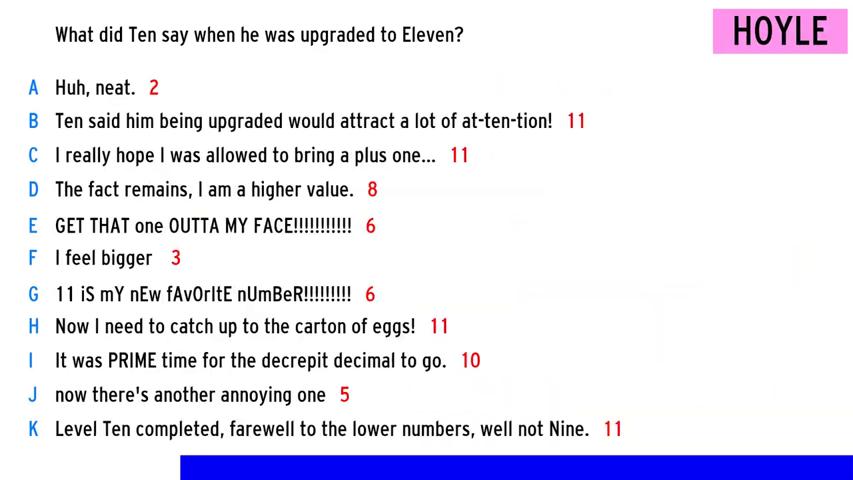 What did Ten say when he was upgraded to Eleven?
HOYLE
A Huh, neat. 2
B Ten said him being upgraded would attract a lot of at-ten-tion! 11
C I really hope I was allowed to bring a plus one... 11
D The fact remains, I am a higher value. 8
E GET THAT one OUTTA MY FACE!!!!!!!!!!! 6
F I feel bigger 3
G 11 iS mY nEw fAvOrItE nUmBeR!!!!!!!!! 6
H Now I need to catch up to the carton of eggs! 11
I It was PRIME time for the decrepit decimal to go. 10
J now there's another annoying one 5
K Level Ten completed, farewell to the lower numbers, well not Nine. 11